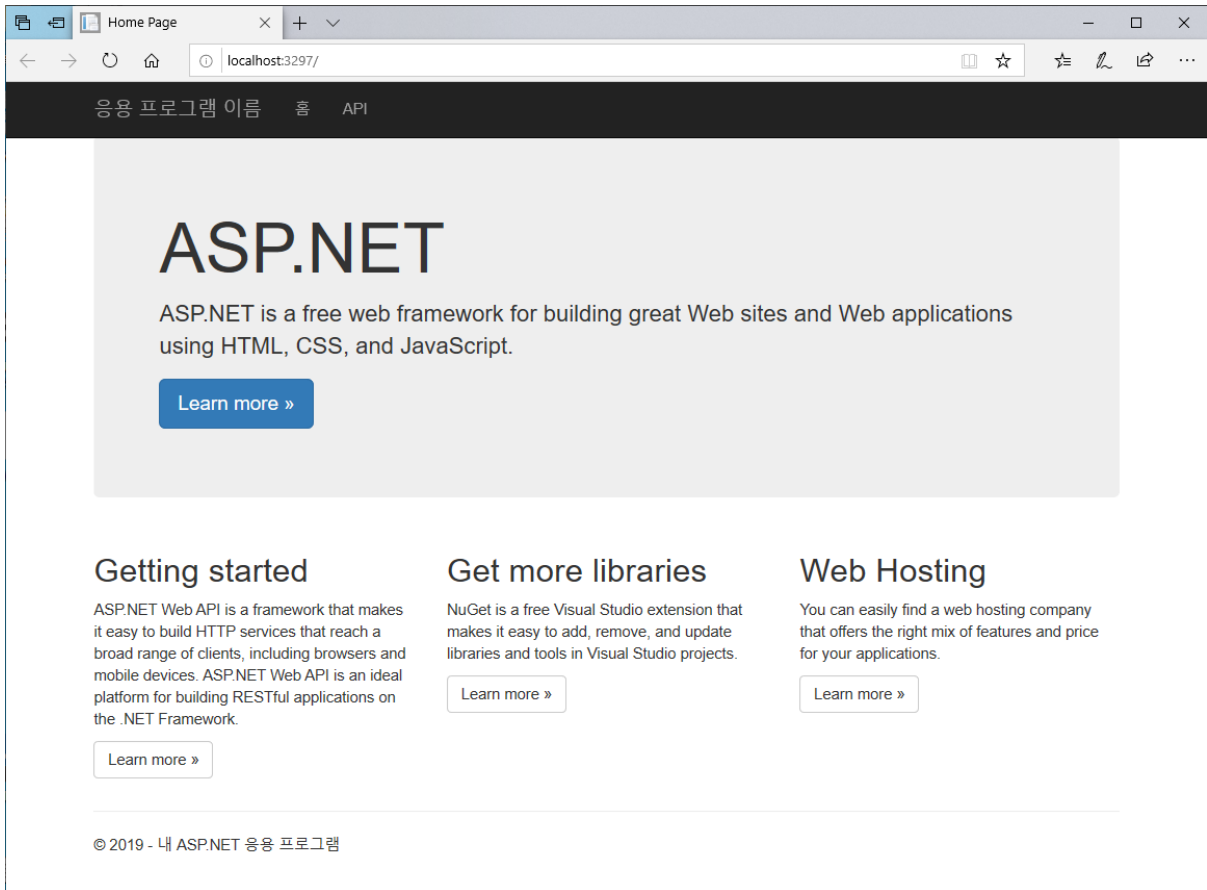 Home Page
localhost:3297/
응용 프로그램 이름 홈 API
ASP.NET
ASP.NET is a free web framework for building great Web sites and Web applications
using HTML, CSS, and JavaScript.
Learn more »
Getting started
ASP.NET Web API is a framework that makes
it easy to build HTTP services that reach a
broad range of clients, including browsers and
mobile devices. ASP.NET Web API is an ideal
platform for building RESTful applications on
the .NET Framework.
Learn more »
Get more libraries
NuGet is a free Visual Studio extension that
makes it easy to add, remove, and update
libraries and tools in Visual Studio projects.
Learn more »
Web Hosting
You can easily find a web hosting company
that offers the right mix of features and price
for your applications.
Learn more »
© 2019 - 내 ASP.NET 응용 프로그램